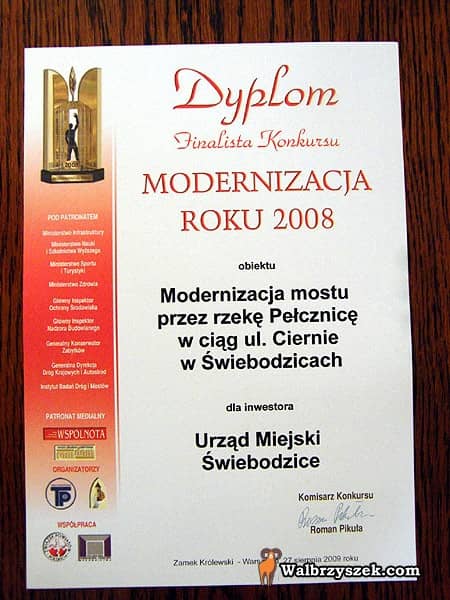 Dyplom
Finalista Konkursu
MODERNIZACJA
ROKU 2008
obiektu
Modernizacja mostu
przez rzekę Pełcznicę
w ciąg ul. Ciernie
w Świebodzicach
dla inwestora
Urząd Miejski
Świebodzice
Komisarz Konkursu
Roman Pikuła
Zamek Królewski - 27 sierpnia 2009 roku
2008
POD PATRONATEM
Ministerstwo Infrastruktury
Ministerstwo Nauki
i Szkolnictwa Wyższego
Ministerstwo Sportu
i Turystyki
Ministerstwo Zdrowia
Główny Inspektor
Ochrony Środowiska
Główny Inspektor
Nadzoru Budowlanego
Generalny Konserwator
Zabytków
Generalna Dyrekcja
Dróg Krajowych i Autostrad
Instytut Badań Dróg i Mostów
PATRONAT MEDIALNY
WSPÓLNOTA
ORGANIZATORZY
TP
WSPÓŁPRACA
Walbrzyszek.com